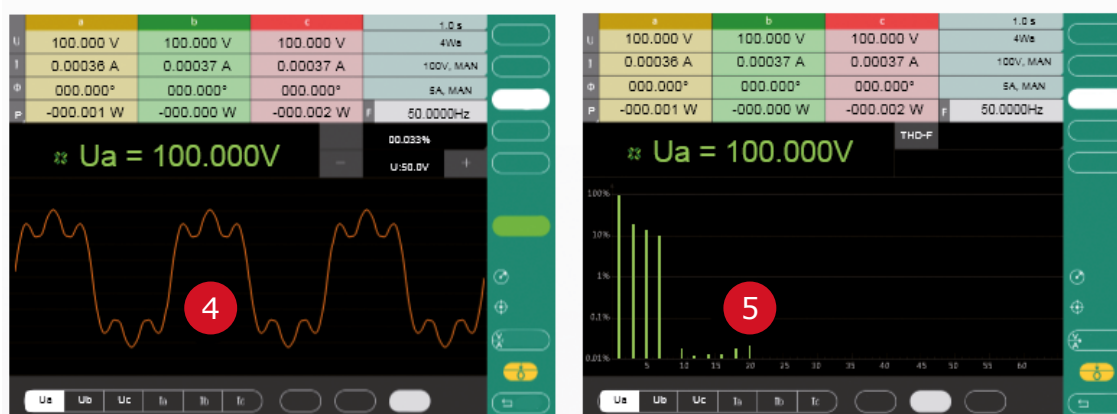 a b c 1.0 s
U 100.000 V 100.000 V 100.000 V 4Wa
I 0.00036 A 0.00037 A 0.00037 A 100V, MAN
Φ 000.000° 000.000° 000.000° 5A, MAN
P -000.001 W -000.000 W -000.002 W F 50.0000Hz
Ua = 100.000V
00.033%
− U:50.0V +
4
Ua Ub Uc Ia Ib Ic
a b c 1.0 s
U 100.000 V 100.000 V 100.000 V 4Wa
I 0.00036 A 0.00037 A 0.00037 A 100V, MAN
Φ 000.000° 000.000° 000.000° 5A, MAN
P -000.001 W -000.000 W -000.002 W F 50.0000Hz
THD-F
Ua = 100.000V
100%
10%
1%
0.1%
0.01%
5
5 10 15 20 25 30 35 40 45 50 55 60
Ua Ub Uc Ia Ib Ic